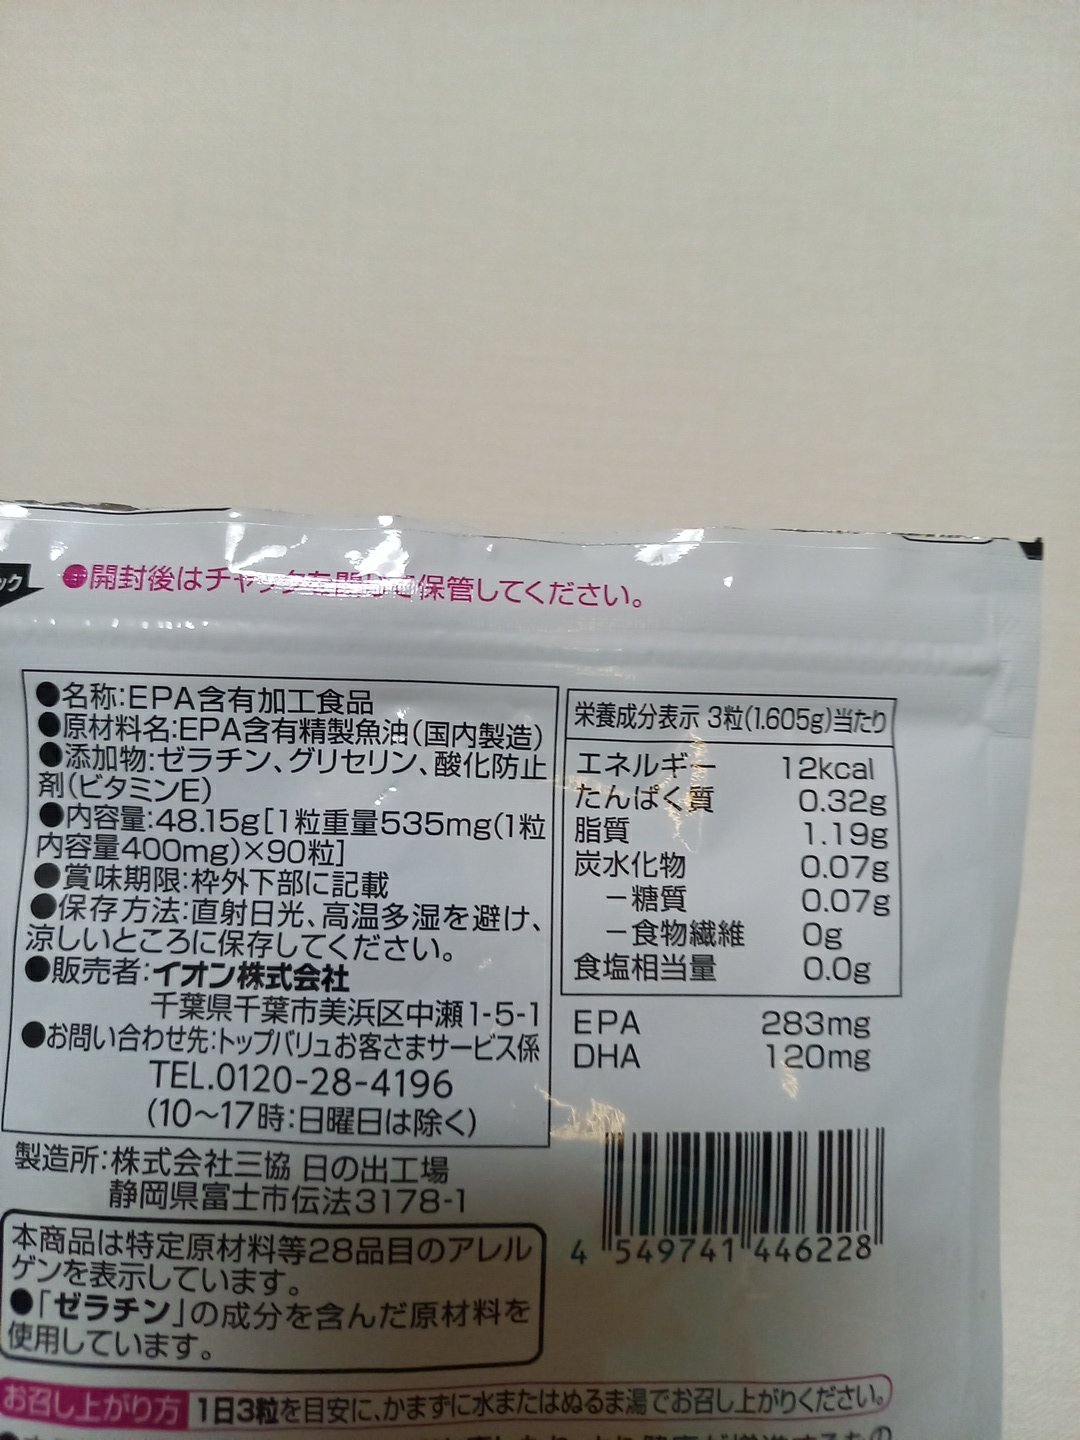 ック
●開封後はチャックを閉じて保管してください。
●名称:EPA含有加工食品
●原材料名:EPA含有精製魚油(国内製造)
●添加物:ゼラチン、グリセリン、酸化防止
剤(ビタミンE)
●内容量:48.15g[1粒重量535mg(1粒
内容量400mg)×90粒]
●賞味期限:枠外下部に記載
●保存方法:直射日光、高温多湿を避け、
涼しいところに保存してください。
●販売者:イオン株式会社
千葉県千葉市美浜区中瀬1-5-1
●お問い合わせ先:トップバリュお客さまサービス係
TEL.0120-28-4196
(10〜17時:日曜日は除く)
製造所:株式会社三協 日の出工場
静岡県富士市伝法3178-1
本商品は特定原材料等28品目のアレル
ゲンを表示しています。
●「ゼラチン」の成分を含んだ原材料を
使用しています。
栄養成分表示 3粒(1.605g)当たり
エネルギー 12kcal
たんぱく質 0.32g
脂質 1.19g
炭水化物 0.07g
－糖質 0.07g
－食物繊維 0g
食塩相当量 0.0g
EPA 283mg
DHA 120mg
4 549741 446228
お召し上がり方 1日3粒を目安に、かまずに水またはぬるま湯でお召し上がりください。